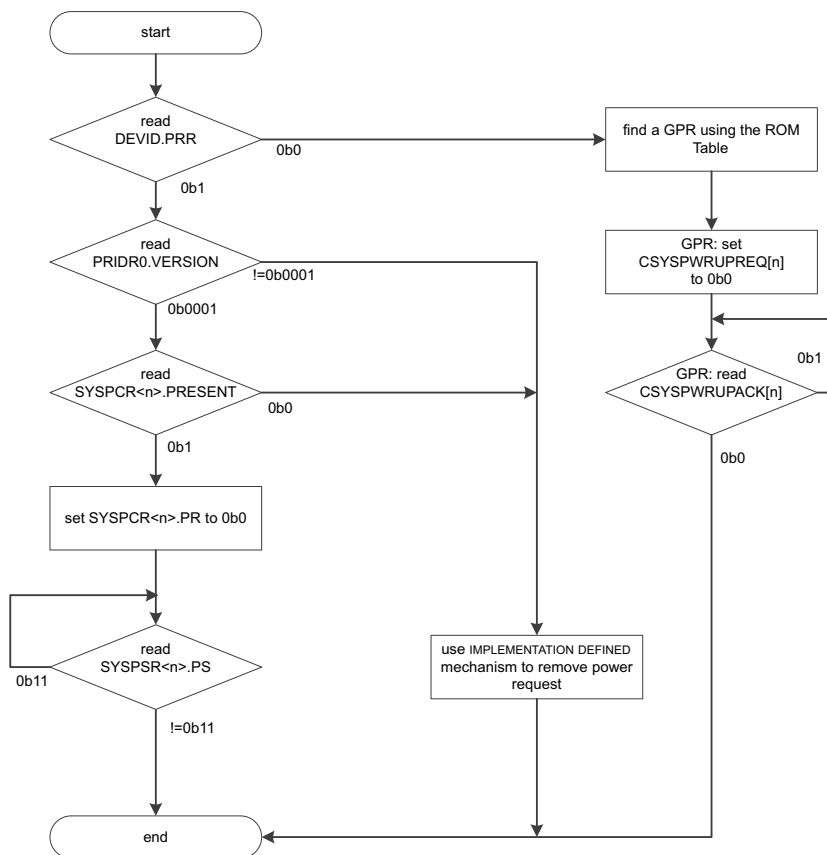 start
read
DEVID.PRR
0b0
0b1
find a GPR using the ROM
Table
read
PRIDR0.VERSION
!=0b0001
0b0001
GPR: set
CSYSPWRUPREQ[n]
to 0b0
read
SYSPCR<n>.PRESENT
0b0
0b1
GPR: read
CSYSPWRUPACK[n]
0b1
0b0
set SYSPCR<n>.PR to 0b0
read
SYSPSR<n>.PS
0b11
!=0b11
use IMPLEMENTATION DEFINED
mechanism to remove power
request
end